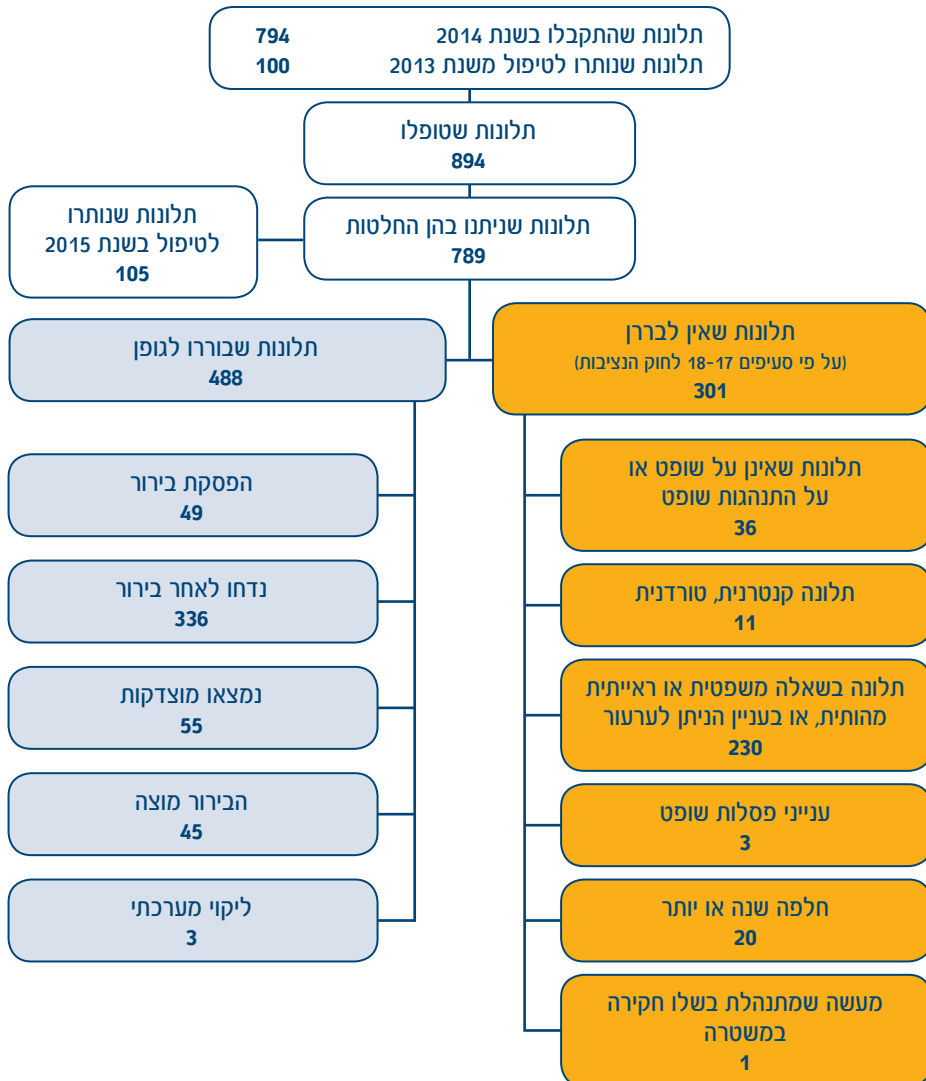 תלונות שהתקבלו בשנת 2014 794
תלונות שנותרו לטיפול משנת 2013 100
תלונות שטופלו
894
תלונות שניתנו בהן החלטות
789
תלונות שנותרו
לטיפול בשנת 2015
105
תלונות שאין לבררן
(על פי סעיפים 17-18 לחוק הנציבות)
301
תלונות שאינן על שופט או
על התנהגות שופט
36
תלונה קנטרנית, טורדנית
11
תלונה בשאלה משפטית או ראייתית
מהותית, או בעניין הניתן לערעור
230
ענייני פסלות שופט
3
חלפה שנה או יותר
20
מעשה שמתנהלת בשלו חקירה
במשטרה
1
תלונות שבוררו לגופן
488
הפסקת בירור
49
נדחו לאחר בירור
336
נמצאו מוצדקות
55
הבירור מוצה
45
ליקוי מערכתי
3